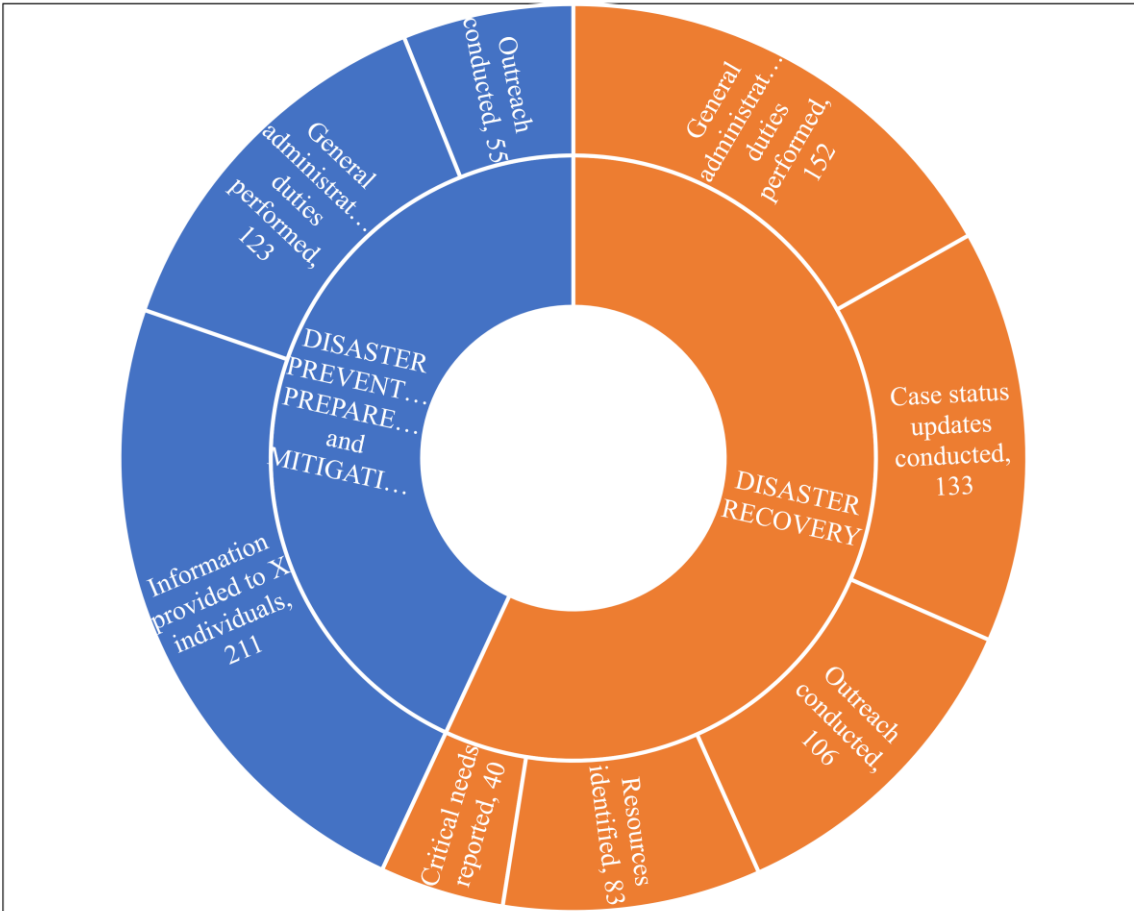 General
administrat…
duties
performed,
152
Case status
updates
conducted,
133
Outreach
conducted,
106
Resources
identified, 83
Critical needs
reported, 40
DISASTER
RECOVERY
Information
provided to X
individuals,
211
General
administrat…
duties
performed,
123
Outreach
conducted, 55
DISASTER
PREVENT…
PREPARE…
and
MITIGATI…